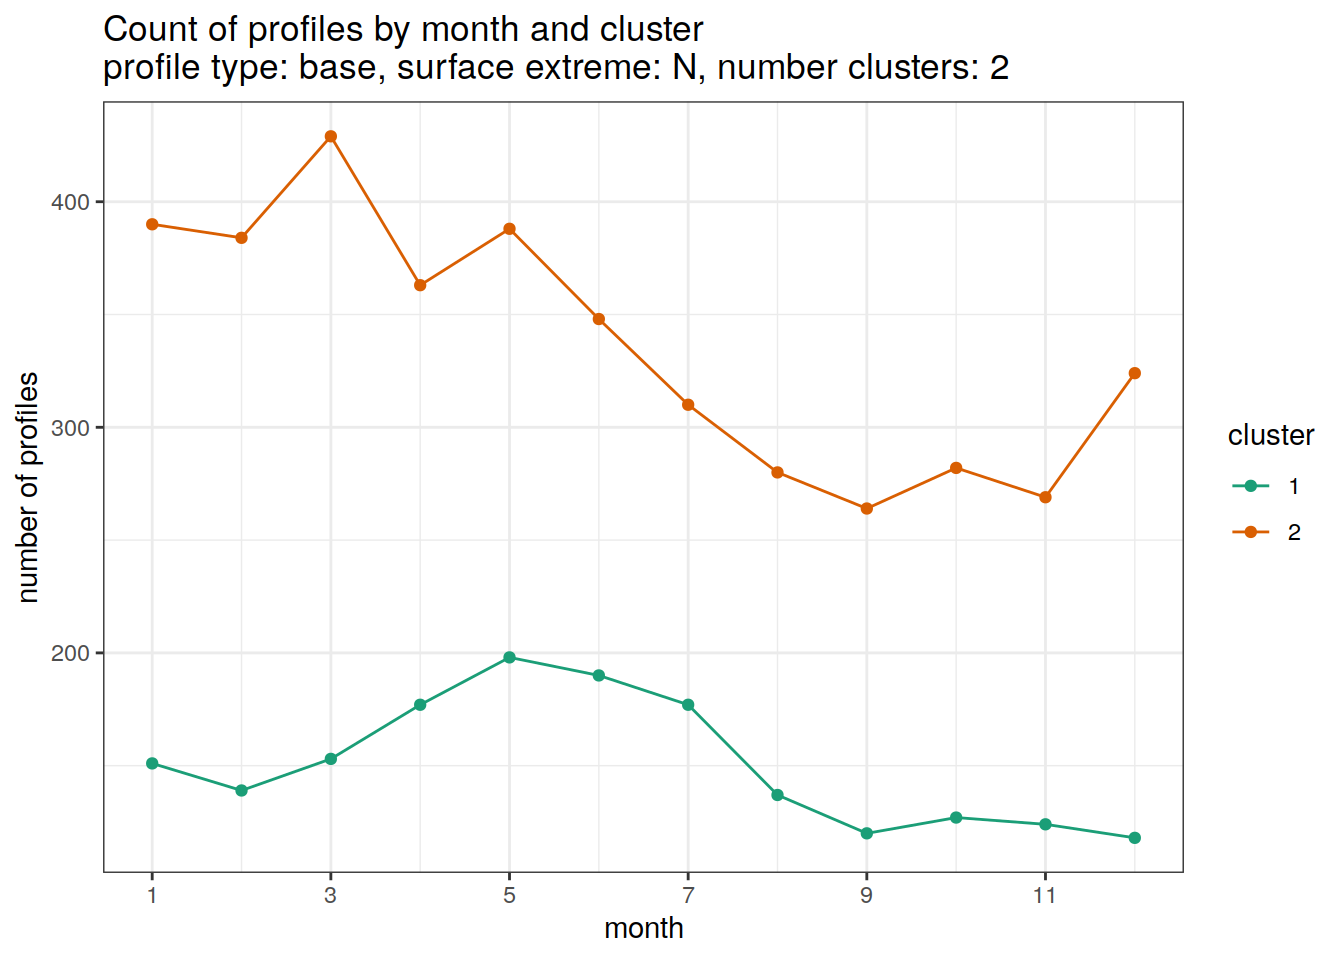 Count of profiles by month and cluster
profile type: base, surface extreme: N, number clusters: 2
400
300
200
number of profiles
1 3 5 7 9 11
month
cluster
1
2